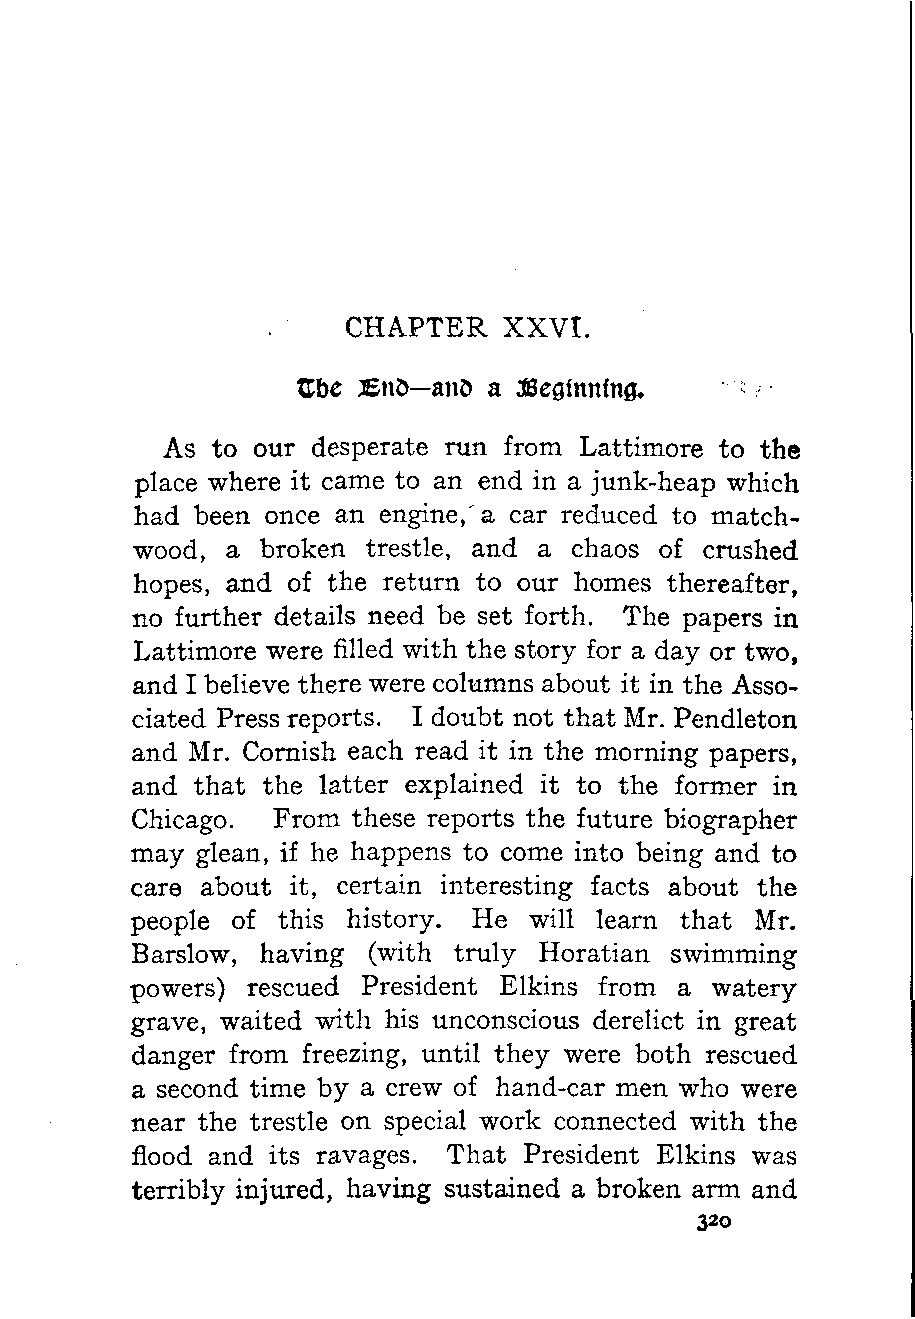 CHAPTER XXVI.
The End—and a Beginning.
As to our desperate run from Lattimore to the
place where it came to an end in a junk-heap which
had been once an engine, a car reduced to match-
wood, a broken trestle, and a chaos of crushed
hopes, and of the return to our homes thereafter,
no further details need be set forth. The papers in
Lattimore were filled with the story for a day or two,
and I believe there were columns about it in the Asso-
ciated Press reports. I doubt not that Mr. Pendleton
and Mr. Cornish each read it in the morning papers,
and that the latter explained it to the former in
Chicago. From these reports the future biographer
may glean, if he happens to come into being and to
care about it, certain interesting facts about the
people of this history. He will learn that Mr.
Barslow, having (with truly Horatian swimming
powers) rescued President Elkins from a watery
grave, waited with his unconscious derelict in great
danger from freezing, until they were both rescued
a second time by a crew of hand-car men who were
near the trestle on special work connected with the
flood and its ravages. That President Elkins was
terribly injured, having sustained a broken arm and
320